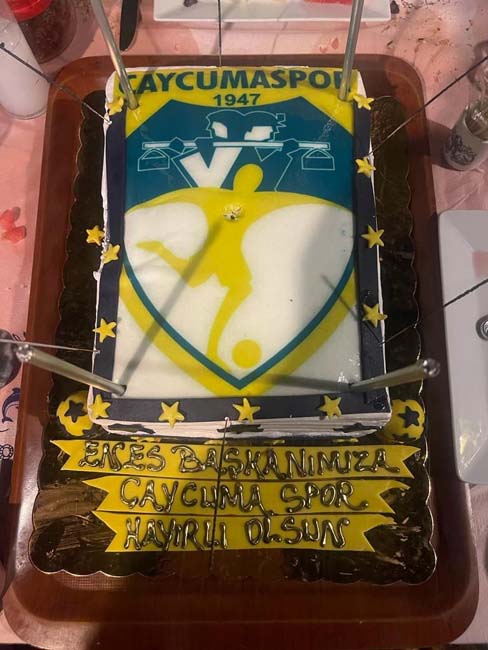 ÇAYCUMASPOR
1947
ENES BAŞKANIMIZA
ÇAYCUMA SPOR
HAYIRLI OLSUN